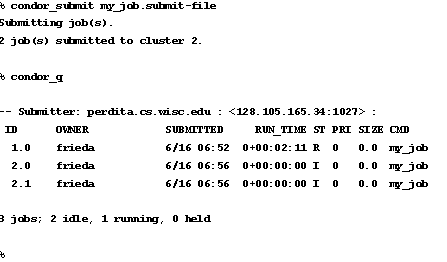 % condor_submit my_job.submit-file
Submitting job(s).
2 job(s) submitted to cluster 2.
% condor_q
-- Submitter: perdita.cs.wisc.edu : <128.105.165.34:1027> :
ID OWNER SUBMITTED RUN_TIME ST PRI SIZE CMD
1.0 frieda 6/16 06:52 0+00:02:11 R 0 0.0 my_job
2.0 frieda 6/16 06:56 0+00:00:00 I 0 0.0 my_job
2.1 frieda 6/16 06:56 0+00:00:00 I 0 0.0 my_job
3 jobs; 2 idle, 1 running, 0 held
%